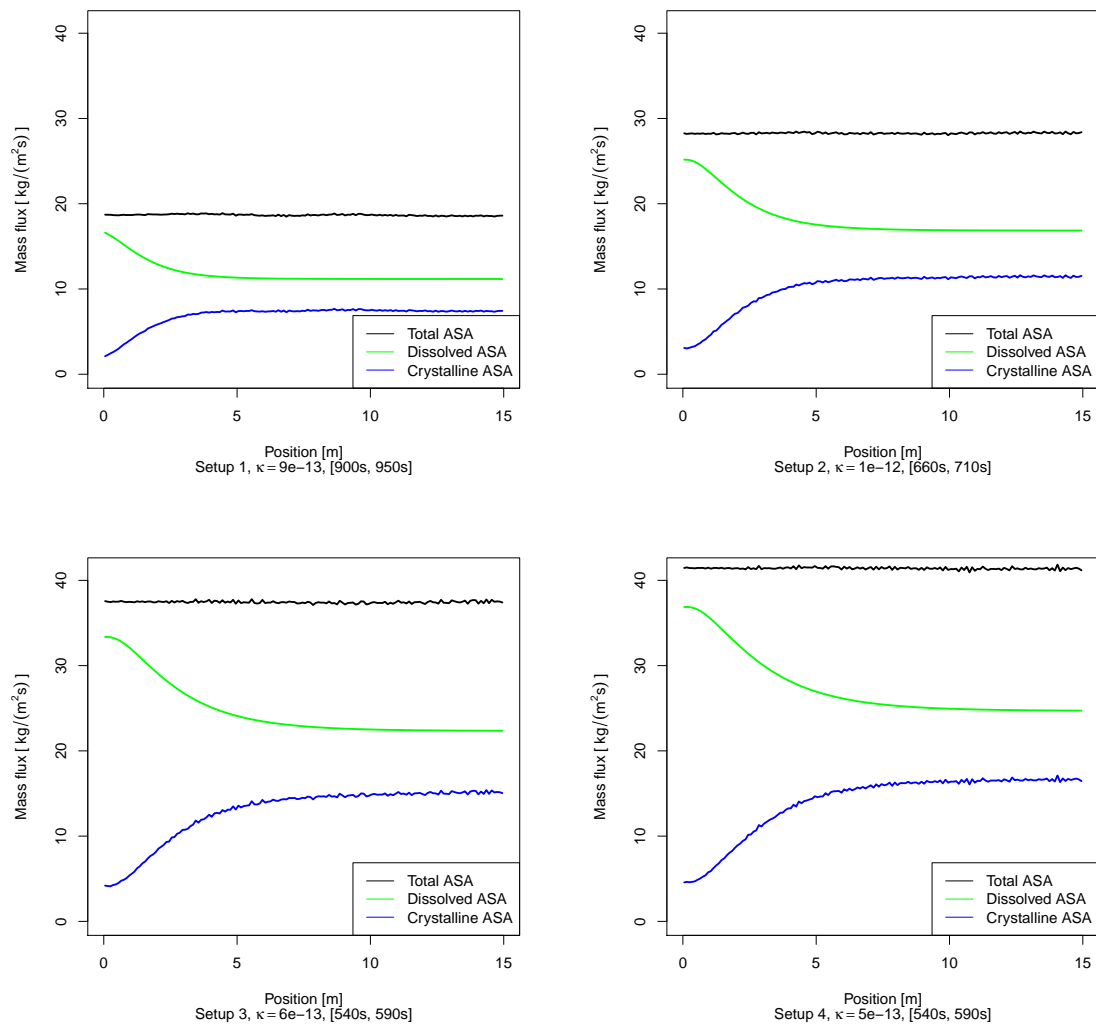 40
30
20
10
0
Mass flux [ kg/(m²s) ]
Total ASA
Dissolved ASA
Crystalline ASA
0 5 10 15
Position [m]
Setup 1, κ = 9e−13, [900s, 950s]
40
30
20
10
0
Mass flux [ kg/(m²s) ]
Total ASA
Dissolved ASA
Crystalline ASA
0 5 10 15
Position [m]
Setup 2, κ = 1e−12, [660s, 710s]
40
30
20
10
0
Mass flux [ kg/(m²s) ]
Total ASA
Dissolved ASA
Crystalline ASA
0 5 10 15
Position [m]
Setup 3, κ = 6e−13, [540s, 590s]
40
30
20
10
0
Mass flux [ kg/(m²s) ]
Total ASA
Dissolved ASA
Crystalline ASA
0 5 10 15
Position [m]
Setup 4, κ = 5e−13, [540s, 590s]